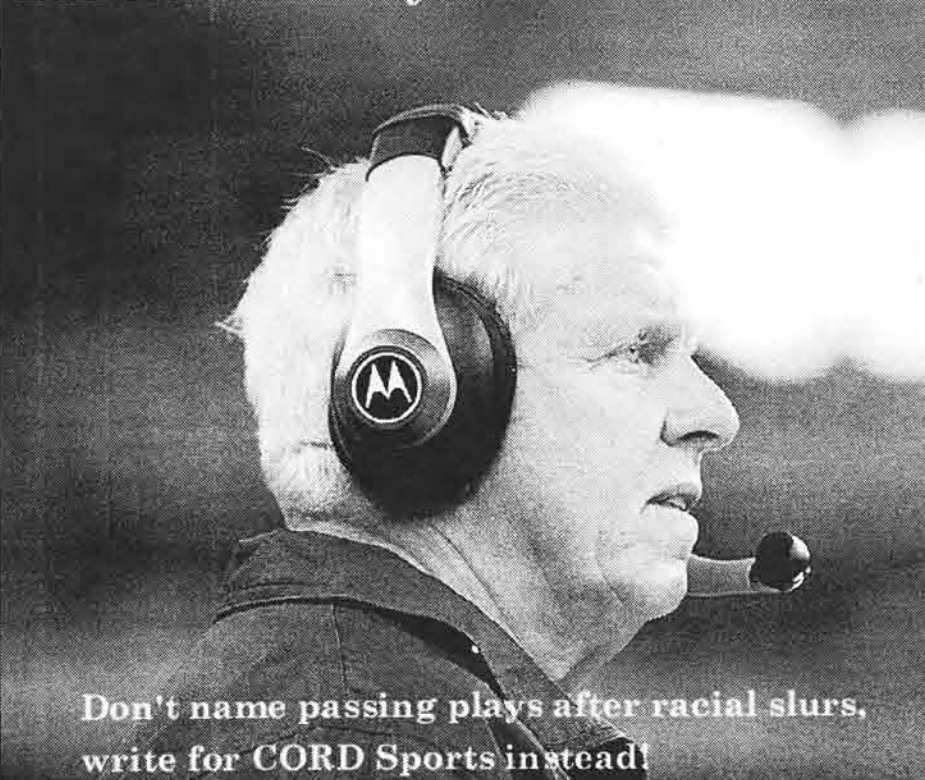 Don't name passing plays after racial slurs,
write for CORD Sports instead!